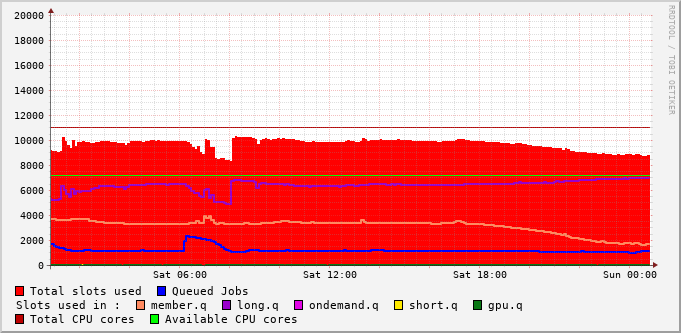 20000
18000
16000
14000
12000
10000
8000
6000
4000
2000
0
Sat 06:00 Sat 12:00 Sat 18:00 Sun 00:00
Total slots used Queued Jobs
Slots used in : member.q long.q ondemand.q short.q gpu.q
Total CPU cores Available CPU cores
RRDTOOL / TOBI OETIKER